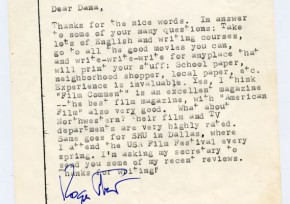 Dear Dana,
Thanks for the nice words. In answer
to some of your many questions: Take
lots of English and writing courses,
go to all the good movies you can,
and write-write-write for anyplace that
will print your stuff: School paper,
neighborhood shopper, local paper, etc.
Experience is invaluable. Yes, I think
"Film Comment" is an excellent magazine
--the best film magazine, with "American
Film" also very good. What about
Northwestern? Their film and TV
departments are very highly rated.
Same goes for SMU in Dallas, where
I attend the USA Film Festival every
spring. I'm asking my secretary to
send you some of my recent reviews.
Thanks for writing!
Roger Ebert